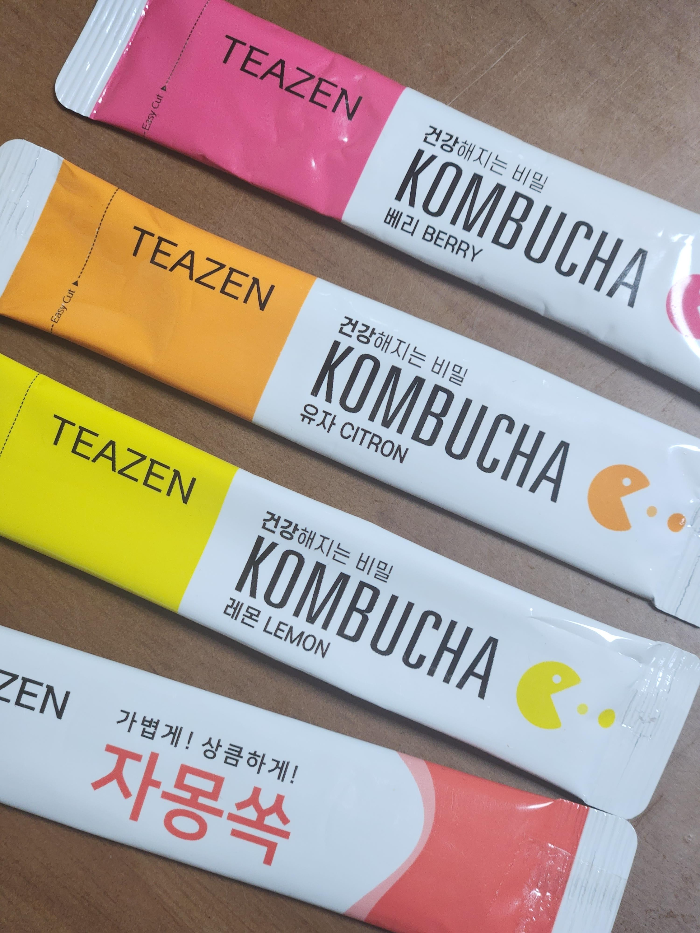 TEAZEN
Easy Cut
건강해지는 비밀
KOMBUCHA
베리 BERRY
TEAZEN
Easy Cut
건강해지는 비밀
KOMBUCHA
유자 CITRON
TEAZEN
건강해지는 비밀
KOMBUCHA
레몬 LEMON
ZEN
가볍게! 상큼하게!
자몽쏙